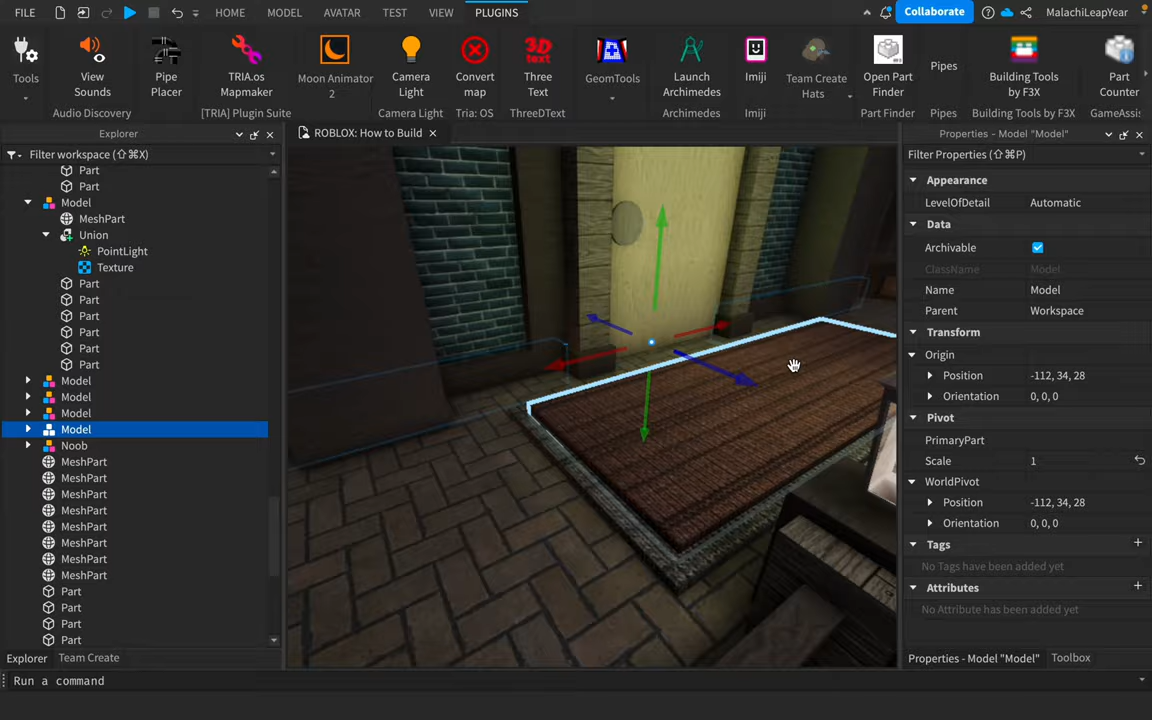 FILE HOME MODEL AVATAR TEST VIEW PLUGINS Collaborate MalachiLeapYear
Tools
View Sounds
Pipe Placer
TRIA.os Mapmaker
Moon Animator 2
Camera Light
Convert map
3D text
Three Text
GeomTools
Launch Archimedes
Imiji
Team Create Hats
Open Part Finder
Pipes
Building Tools by F3X
Part Counter
Audio Discovery
[TRIA] Plugin Suite
Camera Light
Tria: OS
ThreeDText
Archimedes
Imiji
Part Finder
Pipes
Building Tools by F3X
GameAssis
Explorer
Filter workspace (⇧⌘X)
Part
Part
Model
MeshPart
Union
PointLight
Texture
Part
Part
Part
Part
Part
Part
Model
Model
Model
Model
Noob
MeshPart
MeshPart
MeshPart
MeshPart
MeshPart
MeshPart
MeshPart
MeshPart
Part
Part
Part
Part
Explorer Team Create
ROBLOX: How to Build
Properties - Model "Model"
Filter Properties (⇧⌘P)
Appearance
LevelOfDetail Automatic
Data
Archivable
ClassName Model
Name Model
Parent Workspace
Transform
Origin
Position -112, 34, 28
Orientation 0, 0, 0
Pivot
PrimaryPart
Scale 1
WorldPivot
Position -112, 34, 28
Orientation 0, 0, 0
Tags
No Tags have been added yet
Attributes
No Attribute has been added yet
Properties - Model "Model" Toolbox
Run a command